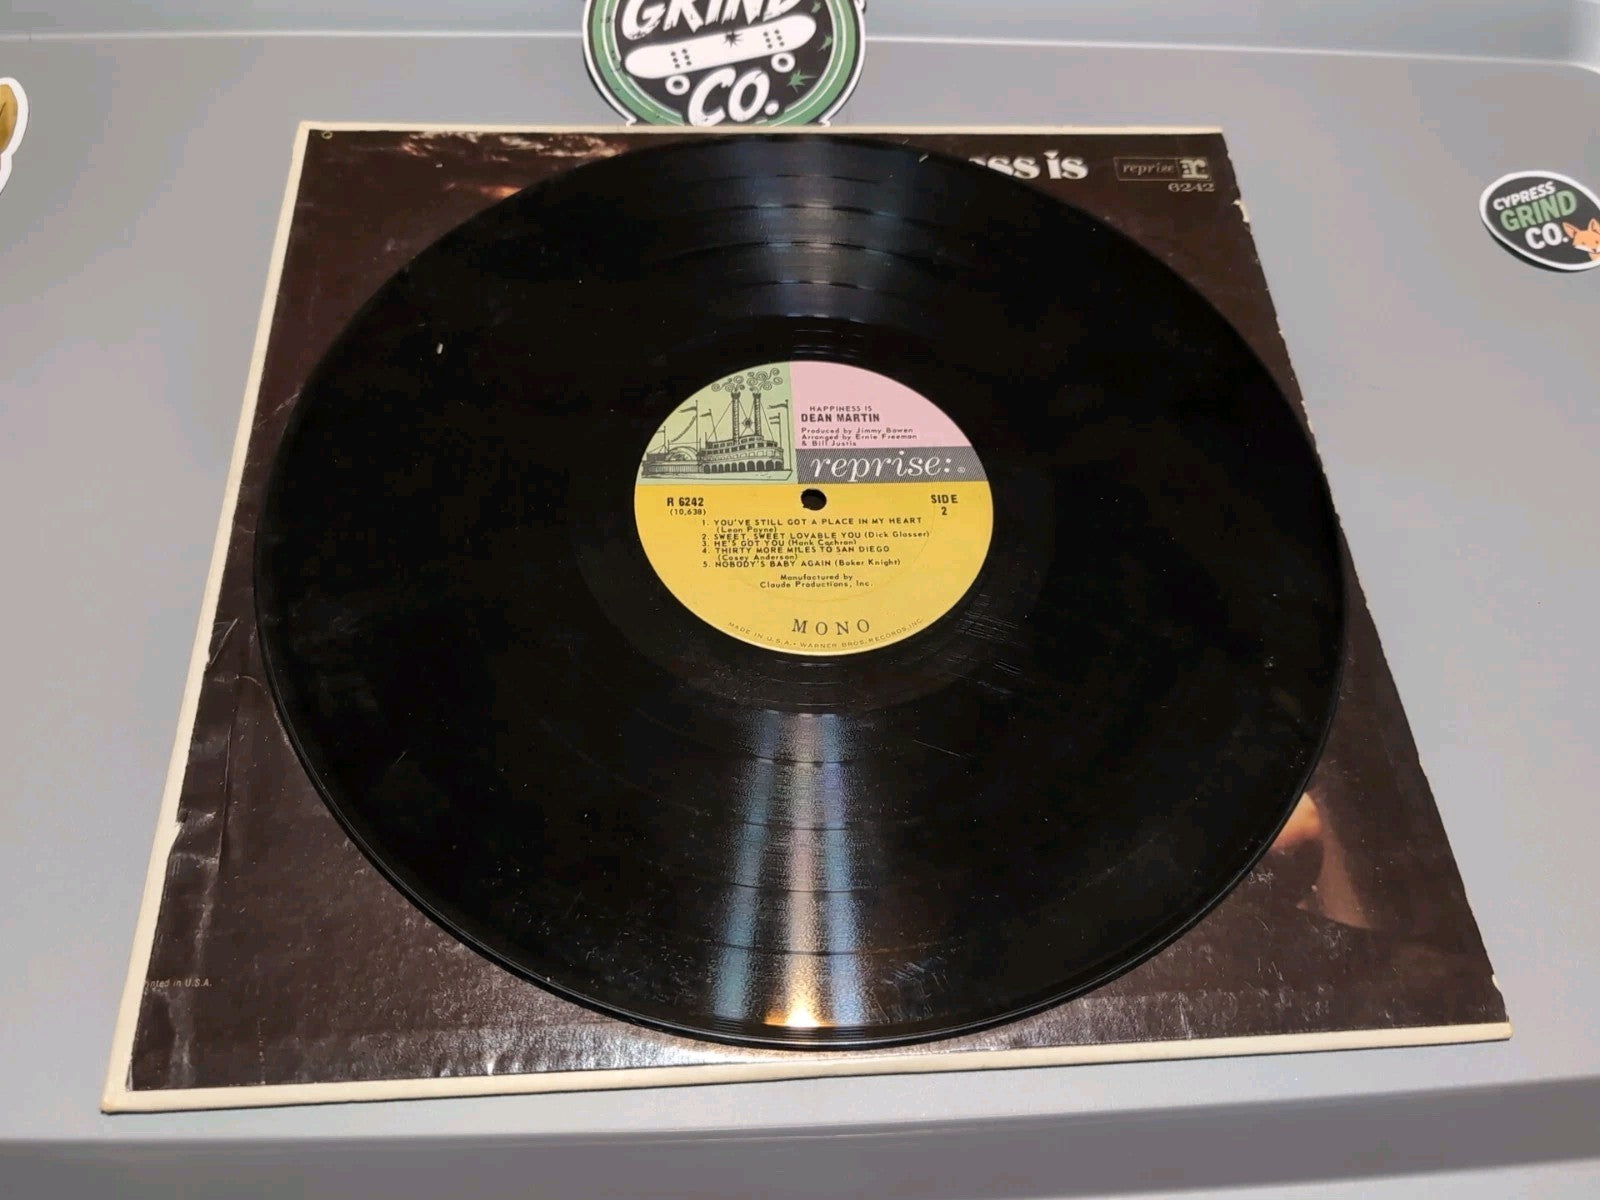 GRIND
CO.
ss is
reprise
6242
CYPRESS
GRIND
CO.
HAPPINESS IS
DEAN MARTIN
Produced by Jimmy Bowen
Arranged by Ernie Freeman
& Bill Justis
reprise:
R 6242
(10,638)
SIDE
2
1. YOU'VE STILL GOT A PLACE IN MY HEART
(Leon Payne)
2. SWEET, SWEET LOVABLE YOU (Dick Glasser)
3. HE'S GOT YOU (Hank Cochran)
4. THIRTY MORE MILES TO SAN DIEGO
(Casey Anderson)
5. NOBODY'S BABY AGAIN (Baker Knight)
Manufactured by
Claude Productions, Inc.
MONO
MADE IN U.S.A. • WARNER BROS. RECORDS, INC.
nted in U.S.A.